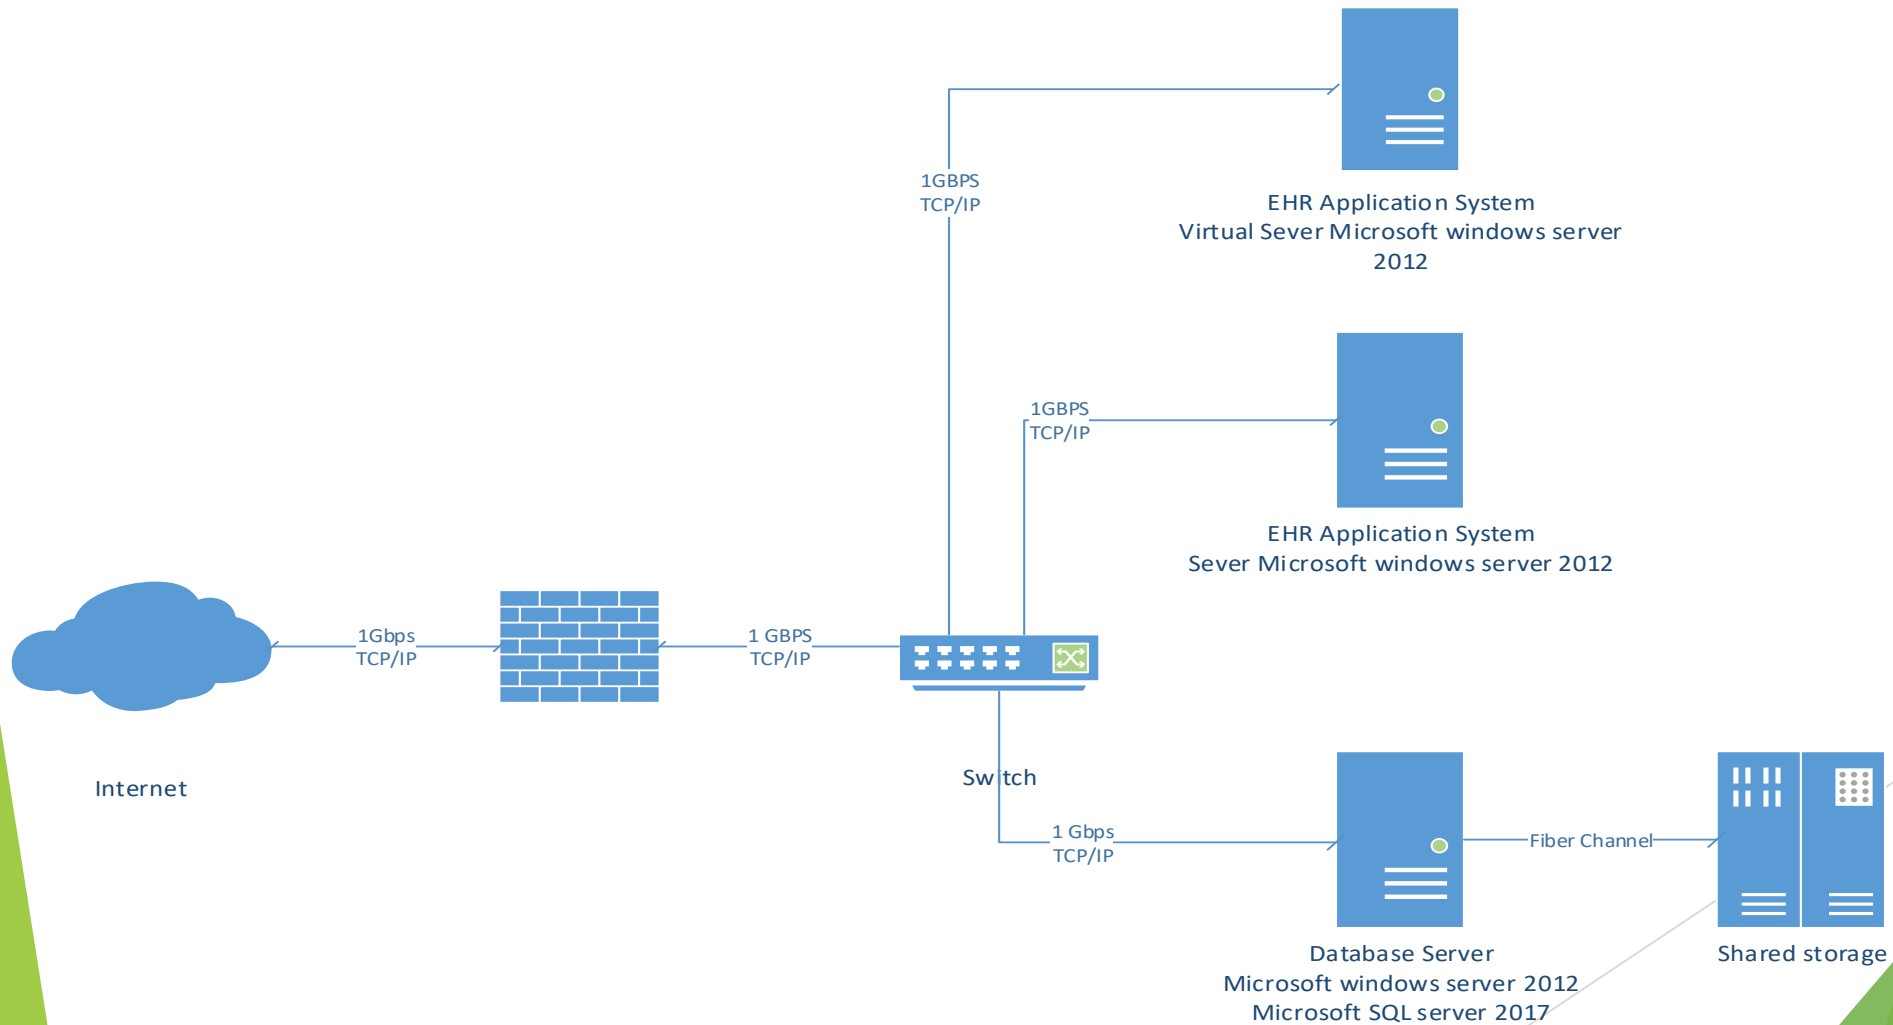 1GBPS
TCP/IP
EHR Application System
Virtual Sever Microsoft windows server
2012
1GBPS
TCP/IP
EHR Application System
Sever Microsoft windows server 2012
1Gbps
TCP/IP
1 GBPS
TCP/IP
Internet
Switch
1 Gbps
TCP/IP
Fiber Channel
Database Server
Microsoft windows server 2012
Microsoft SQL server 2017
Shared storage